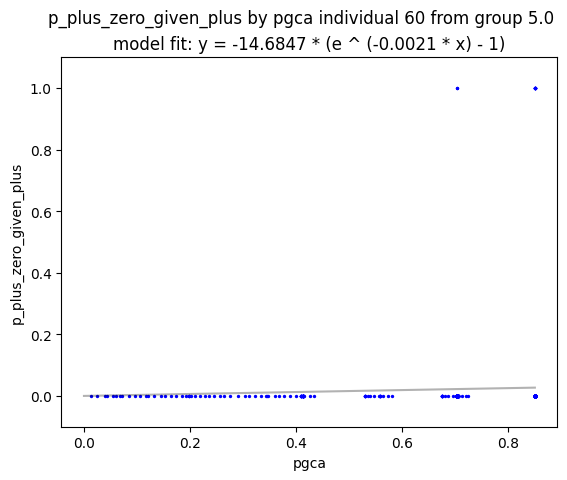 p_plus_zero_given_plus by pgca individual 60 from group 5.0
model fit: y = -14.6847 * (e ^ (-0.0021 * x) - 1)
1.0
0.8
0.6
0.4
0.2
0.0
p_plus_zero_given_plus
0.0 0.2 0.4 0.6 0.8
pgca